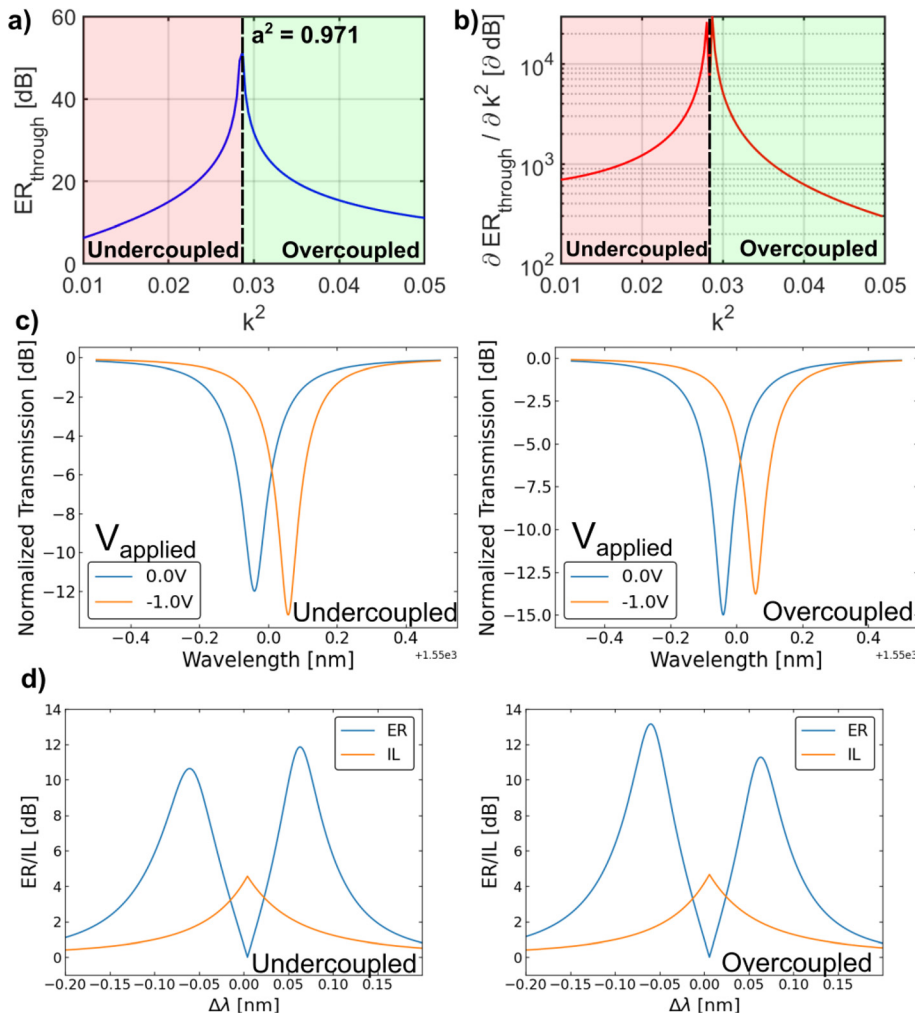 a)
60
40
20
0
ER_through [dB]
a² = 0.971
Undercoupled
Overcoupled
0.01 0.02 0.03 0.04 0.05
k²
b)
10⁴
10³
10²
∂ ER_through / ∂ k² [∂ dB]
Undercoupled
Overcoupled
0.01 0.02 0.03 0.04 0.05
k²
c)
0
−2
−4
−6
−8
−10
−12
Normalized Transmission [dB]
V_applied
0.0V
-1.0V
Undercoupled
−0.4 −0.2 0.0 0.2 0.4
Wavelength [nm]
+1.55e3
0.0
−2.5
−5.0
−7.5
−10.0
−12.5
−15.0
Normalized Transmission [dB]
V_applied
0.0V
-1.0V
Overcoupled
−0.4 −0.2 0.0 0.2 0.4
Wavelength [nm]
+1.55e3
d)
14
12
10
8
6
4
2
0
ER/IL [dB]
ER
IL
Undercoupled
−0.20 −0.15 −0.10 −0.05 0.00 0.05 0.10 0.15
Δλ [nm]
14
12
10
8
6
4
2
0
ER/IL [dB]
ER
IL
Overcoupled
−0.20 −0.15 −0.10 −0.05 0.00 0.05 0.10 0.15
Δλ [nm]